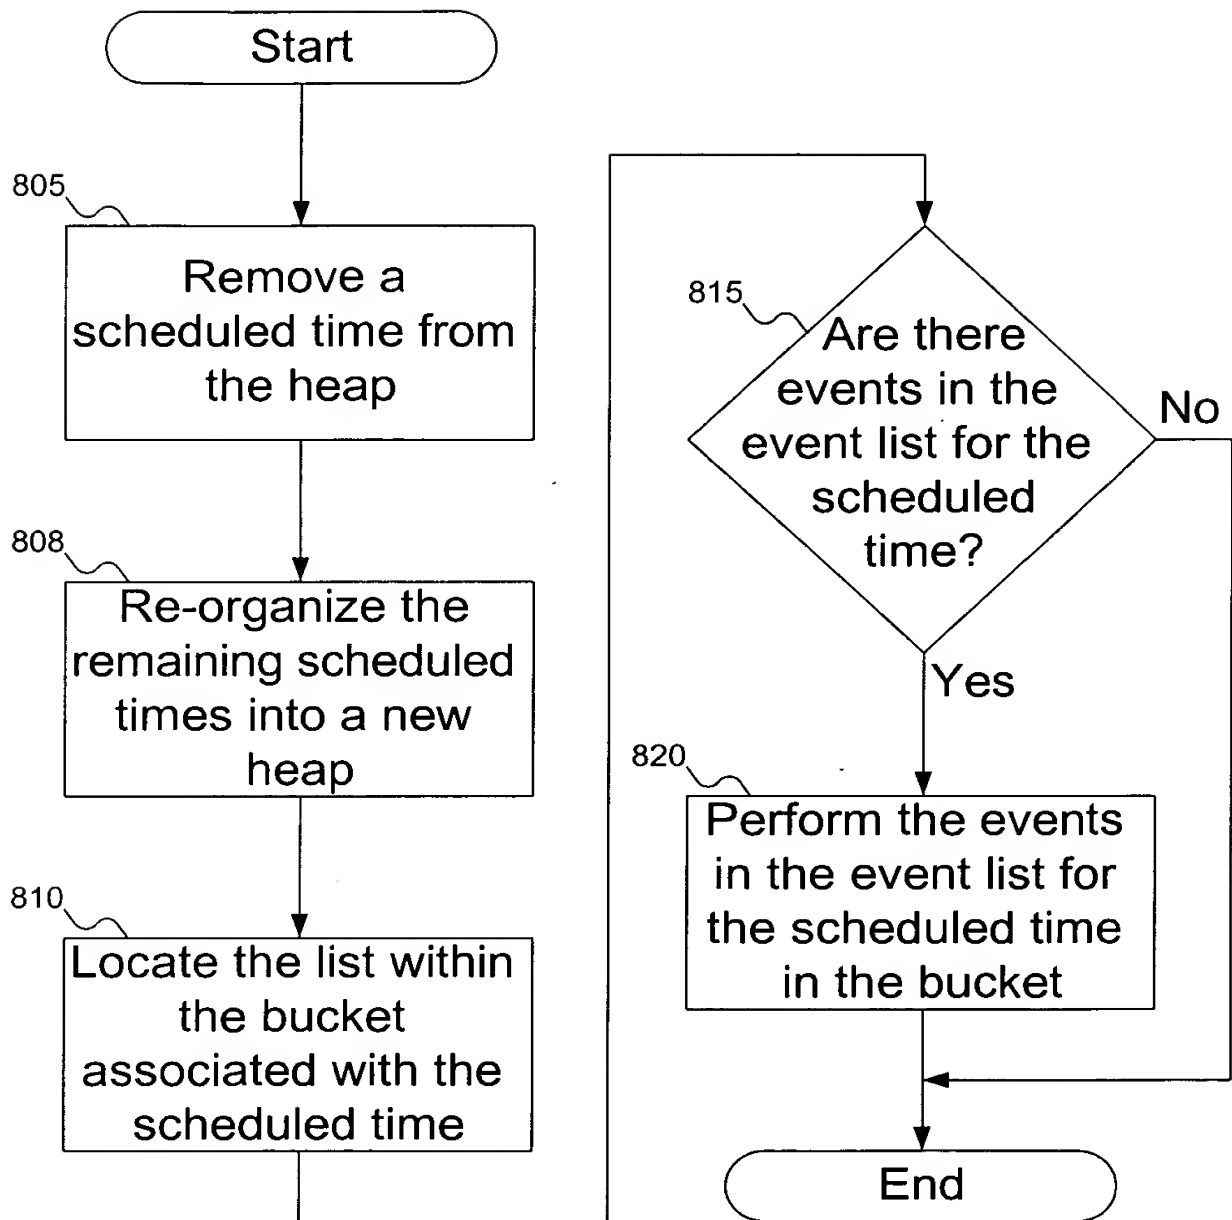 Start
805
Remove a
scheduled time from
the heap
808
Re-organize the
remaining scheduled
times into a new
heap
810
Locate the list within
the bucket
associated with the
scheduled time
815
Are there
events in the
event list for the
scheduled
time?
No
Yes
820
Perform the events
in the event list for
the scheduled time
in the bucket
End